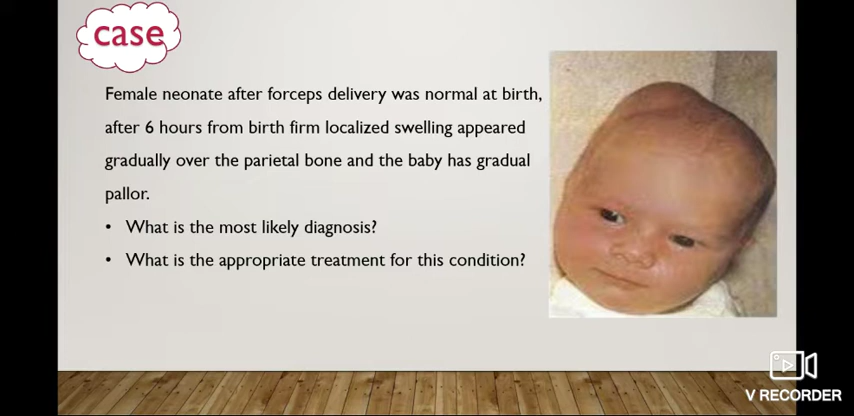 case
Female neonate after forceps delivery was normal at birth,
after 6 hours from birth firm localized swelling appeared
gradually over the parietal bone and the baby has gradual
pallor.
• What is the most likely diagnosis?
• What is the appropriate treatment for this condition?
V RECORDER